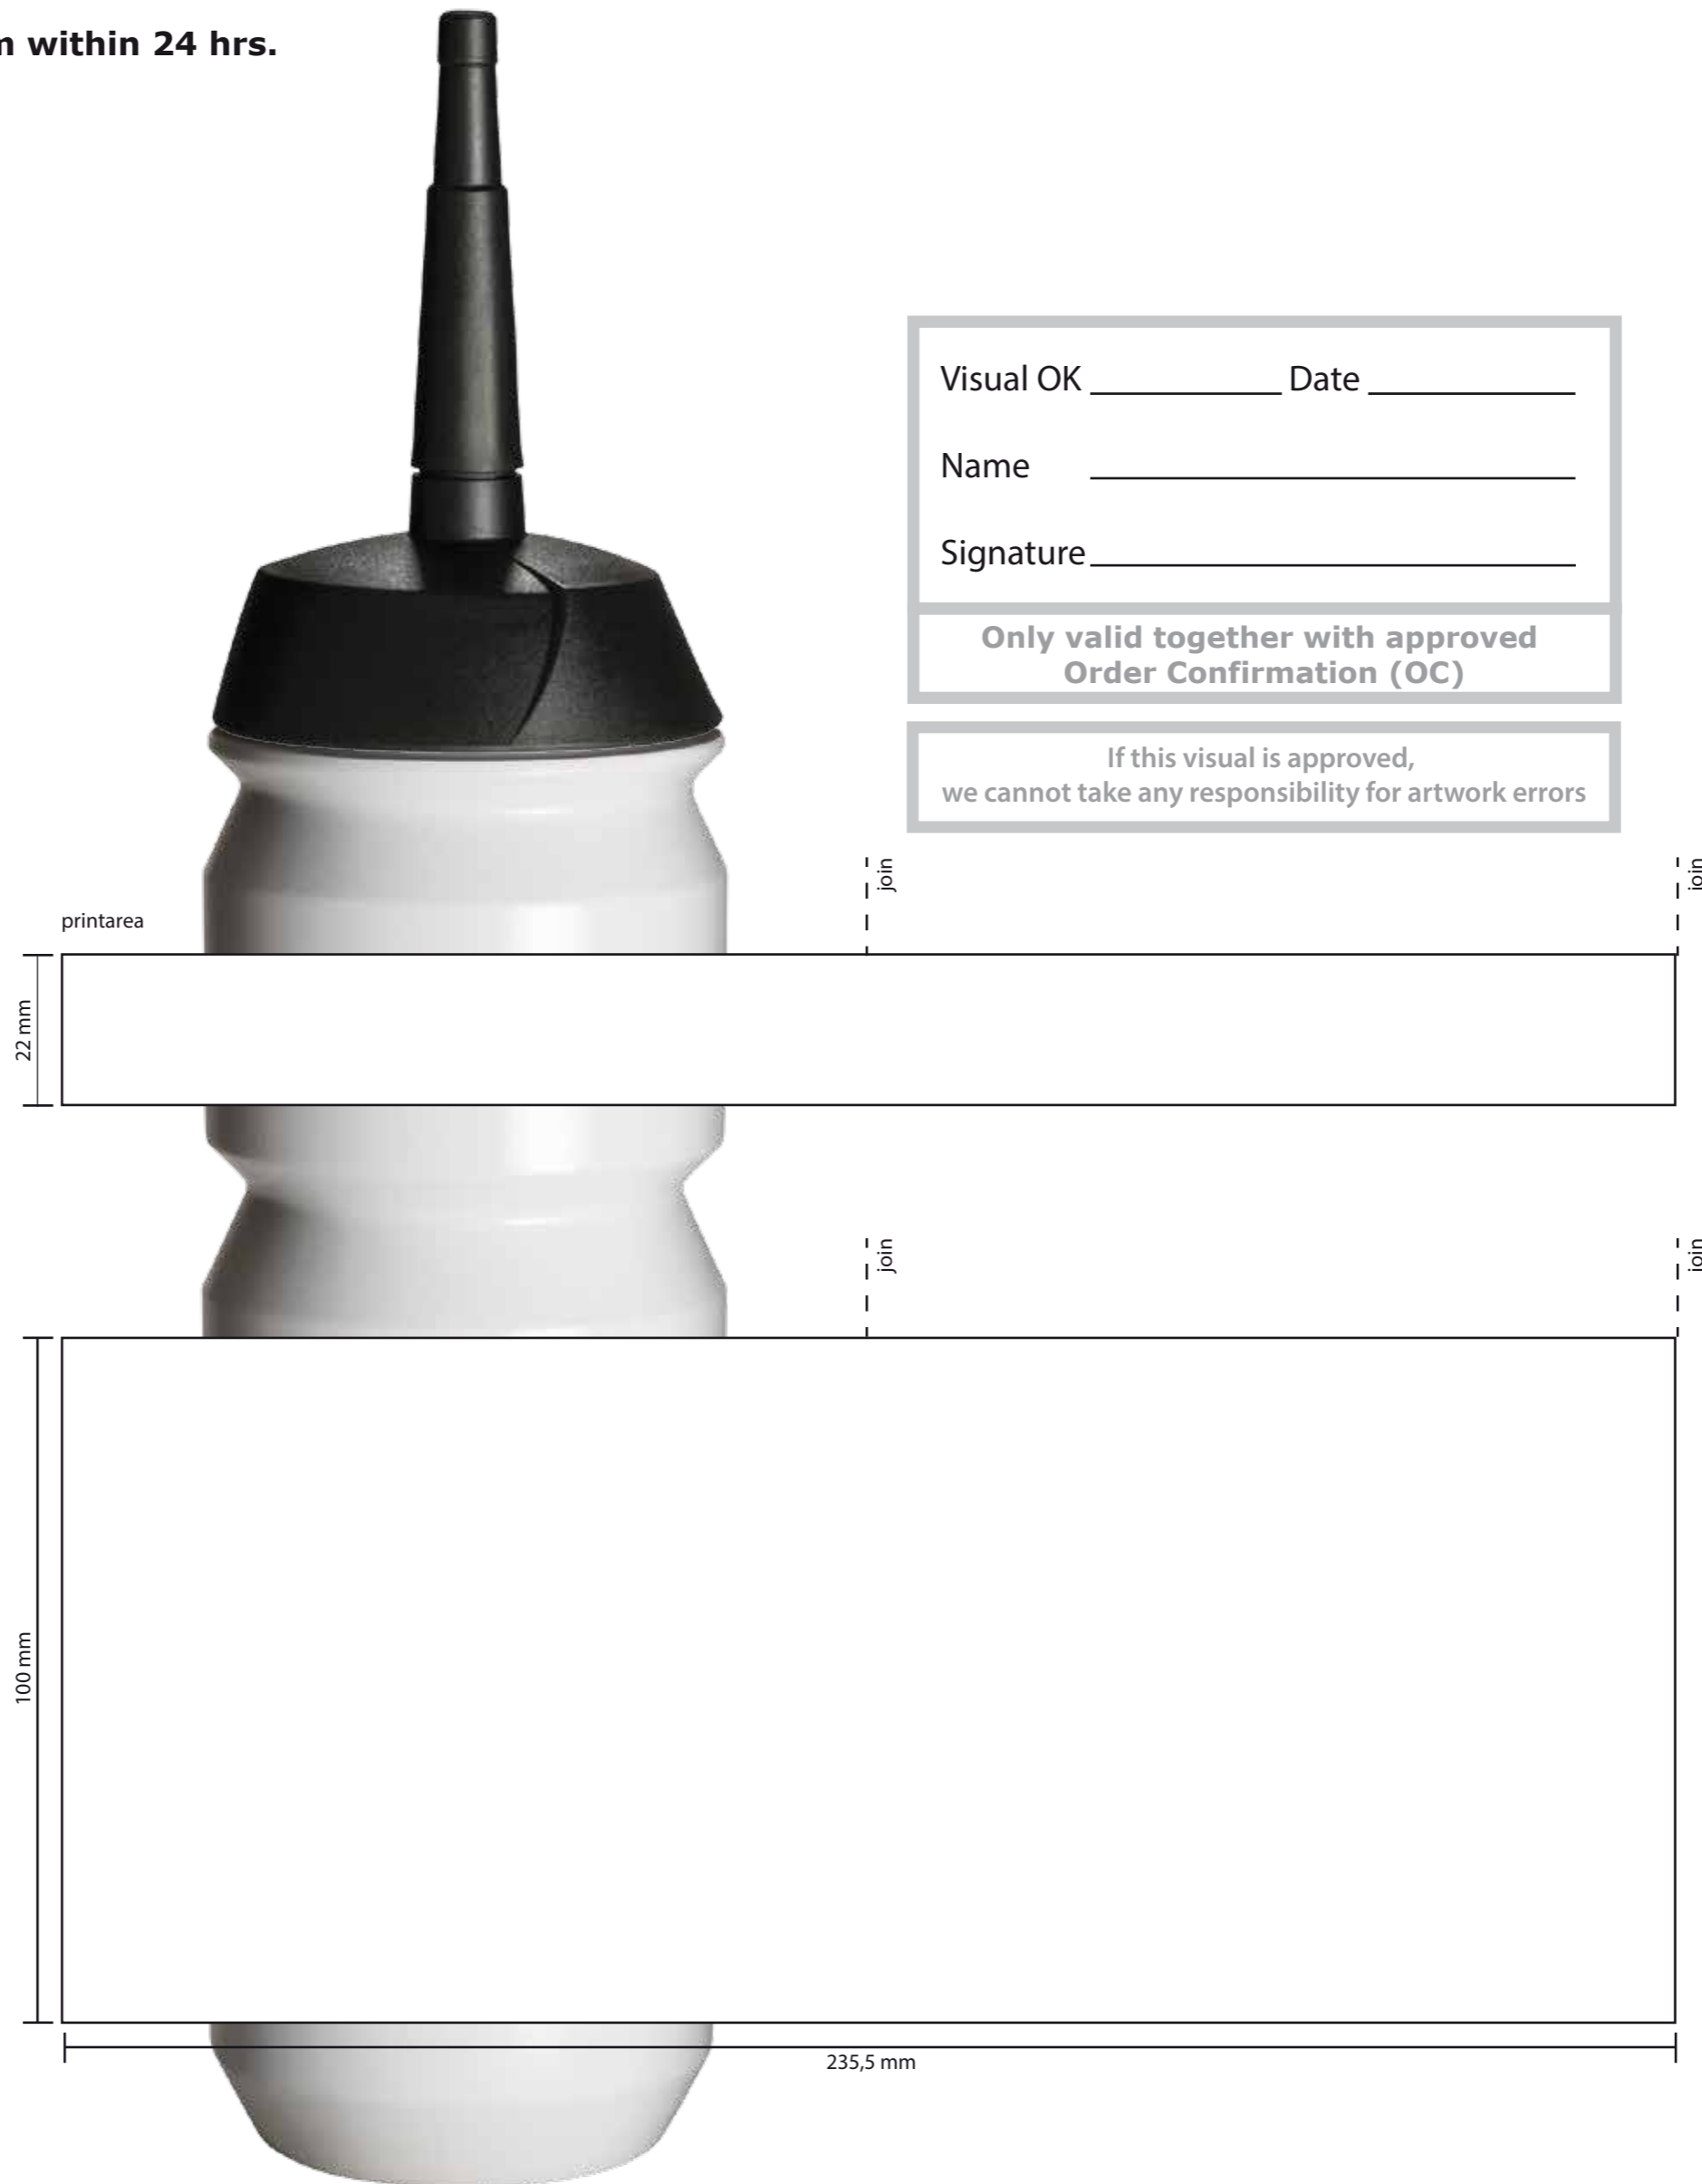 within 24 hrs.
Visual OK Date
Name
Signature
Only valid together with approved
Order Confirmation (OC)
If this visual is approved,
we cannot take any responsibility for artwork errors
join
join
printarea
22 mm
join
join
100 mm
235,5 mm